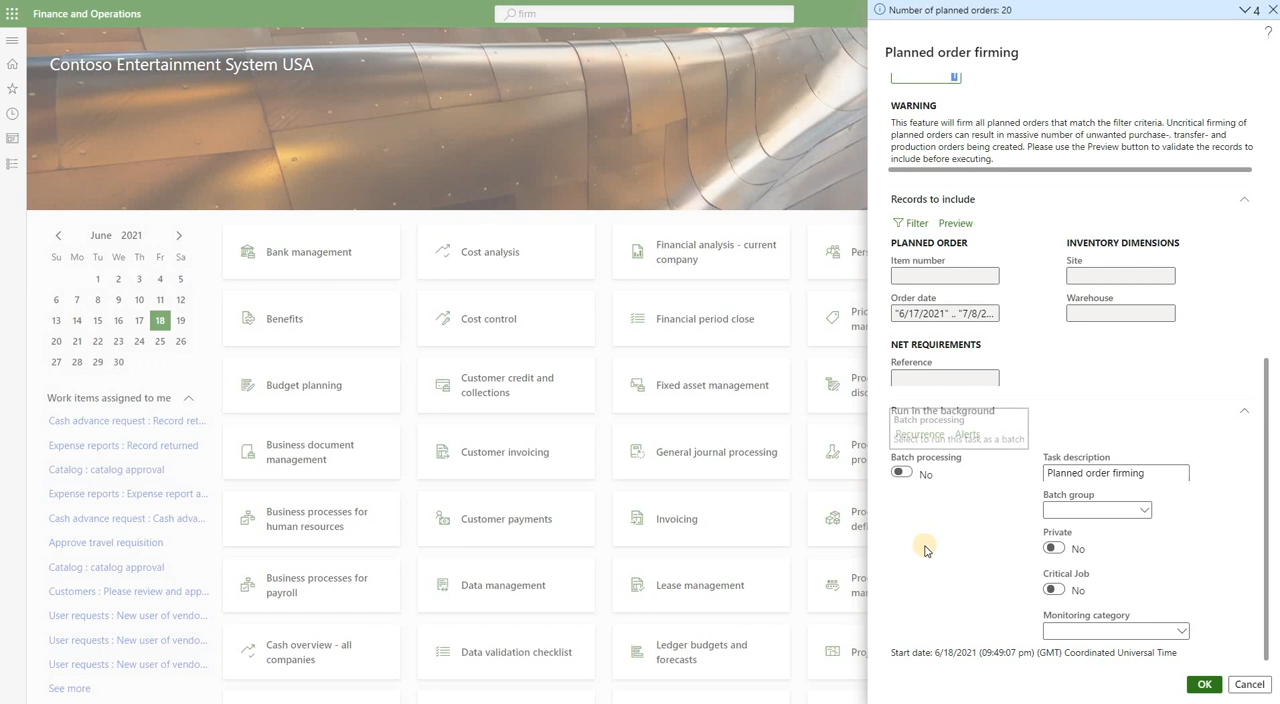 Finance and Operations
firm
Number of planned orders: 20
4
Contoso Entertainment System USA
June 2021
Su Mo Tu We Th Fr Sa
1 2 3 4 5
6 7 8 9 10 11 12
13 14 15 16 17 18 19
20 21 22 23 24 25 26
27 28 29 30
Work items assigned to me
Cash advance request : Record ret...
Expense reports : Record returned
Catalog : catalog approval
Expense reports : Expense report a...
Cash advance request : Cash adva...
Approve travel requisition
Catalog : catalog approval
Customers : Please review and app...
User requests : New user of vendo...
User requests : New user of vendo...
User requests : New user of vendo...
See more
Bank management
Benefits
Budget planning
Business document
management
Business processes for
human resources
Business processes for
payroll
Cash overview - all
companies
Cost analysis
Cost control
Customer credit and
collections
Customer invoicing
Customer payments
Data management
Data validation checklist
Financial analysis - current
company
Financial period close
Fixed asset management
General journal processing
Invoicing
Lease management
Ledger budgets and
forecasts
?
Planned order firming
WARNING
This feature will firm all planned orders that match the filter criteria. Uncritical firming of
planned orders can result in massive number of unwanted purchase-, transfer- and
production orders being created. Please use the Preview button to validate the records to
include before executing.
Records to include
Filter Preview
PLANNED ORDER
Item number
Order date
"6/17/2021" .. "7/8/2...
INVENTORY DIMENSIONS
Site
Warehouse
NET REQUIREMENTS
Reference
Run in the background
Batch processing
Recurrence Alerts
Select to run this task as a batch
Batch processing
No
Task description
Planned order firming
Batch group
Private
No
Critical Job
No
Monitoring category
Start date: 6/18/2021 (09:49:07 pm) (GMT) Coordinated Universal Time
OK
Cancel